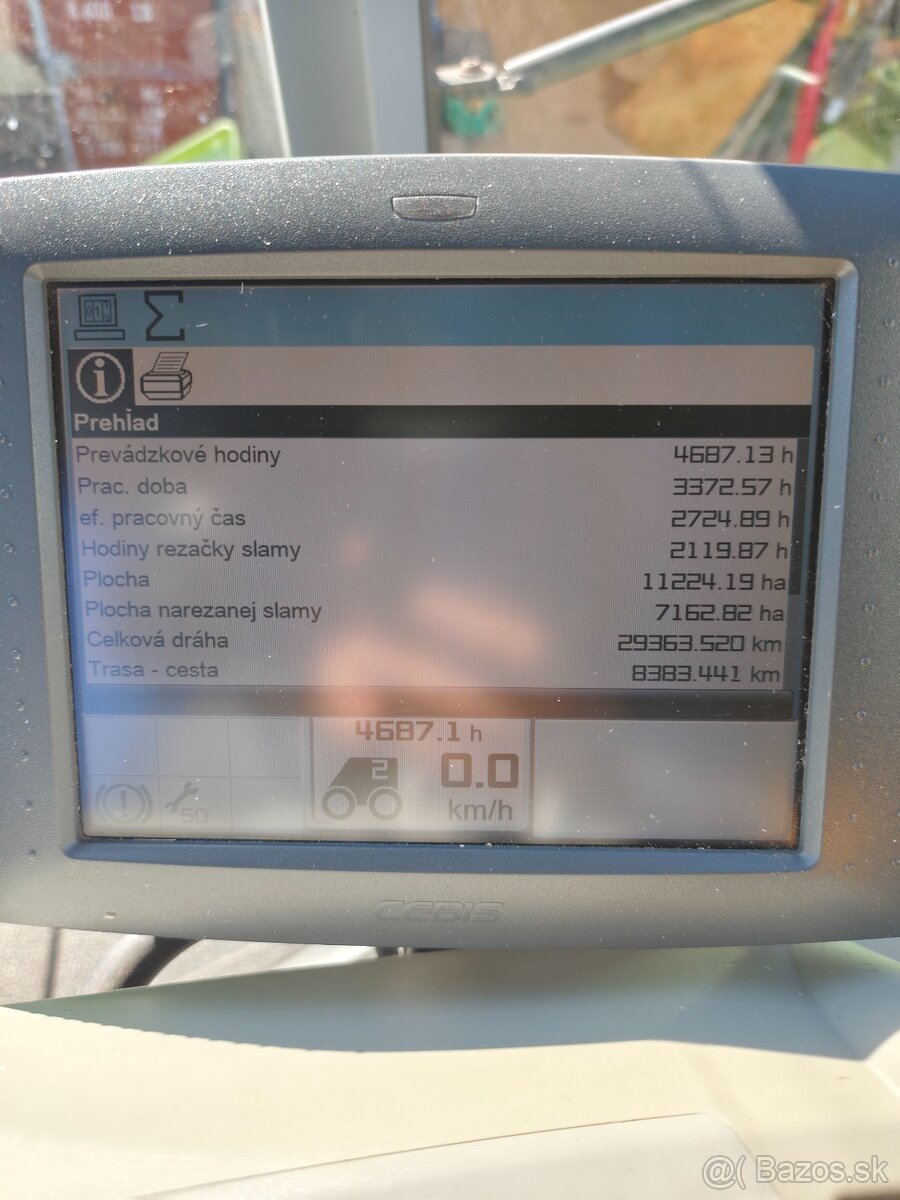 Prehľad
Prevádzkové hodiny 4687.13 h
Prac. doba 3372.57 h
ef. pracovný čas 2724.89 h
Hodiny rezačky slamy 2119.87 h
Plocha 11224.19 ha
Plocha narezanej slamy 7162.82 ha
Celková dráha 29363.520 km
Trasa - cesta 8383.441 km
4687.1 h
2 0.0
km/h
50
CEBIS
@( Bazos.sk